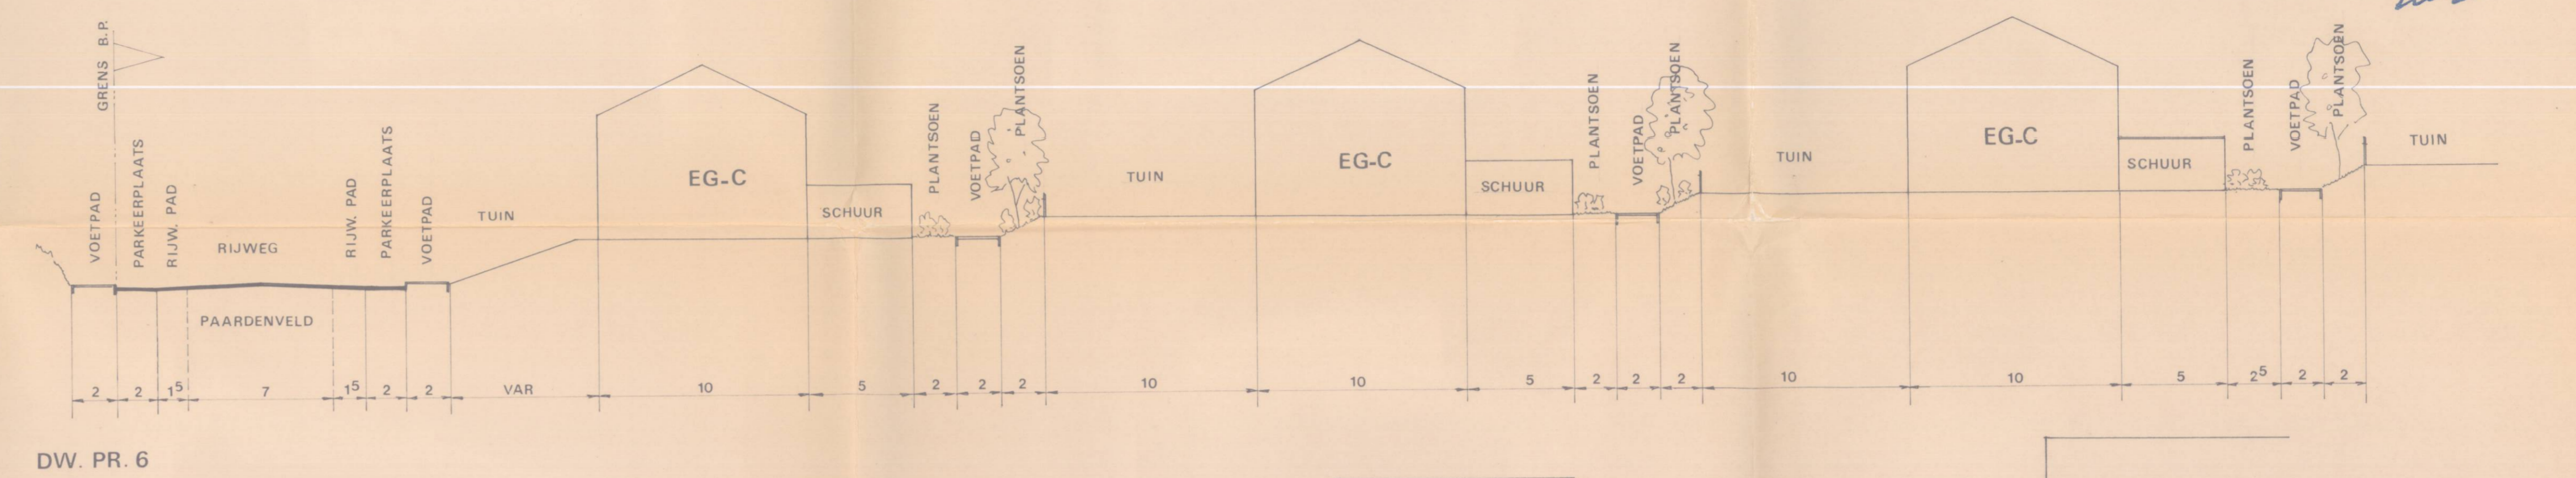 GRENS B.P.
VOETPAD
PARKEERPLAATS
RIJW. PAD
RIJWEG
RIJW. PAD
PARKEERPLAATS
VOETPAD
TUIN
EG-C
SCHUUR
PLANTSOEN
VOETPAD
PLANTSOEN
TUIN
EG-C
SCHUUR
PLANTSOEN
VOETPAD
PLANTSOEN
TUIN
EG-C
SCHUUR
PLANTSOEN
VOETPAD
PLANTSOEN
TUIN
PAARDENVELD
2 2 1⁵ 7 1⁵ 2 2 VAR 10 5 2 2 2 10 10 5 2 2 2 10 10 5 2⁵ 2 2
DW. PR. 6